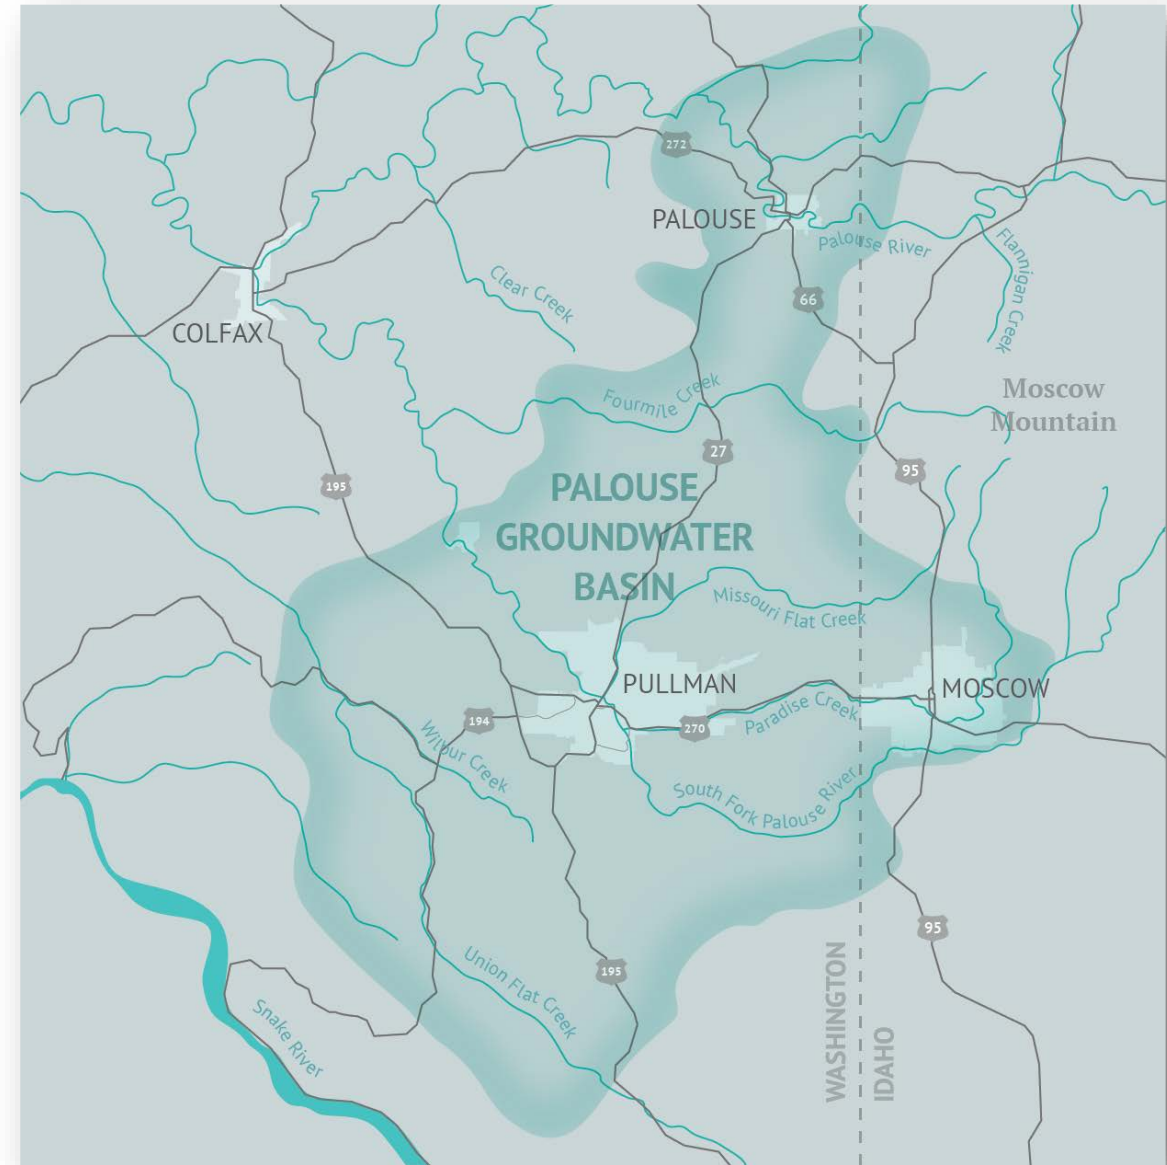 272
PALOUSE
Palouse River
Flannigan Creek
Clear Creek
66
COLFAX
Fourmile Creek
Moscow
Mountain
27
95
195
PALOUSE
GROUNDWATER
BASIN
Missouri Flat Creek
PULLMAN
MOSCOW
194
270
Paradise Creek
Wilbur Creek
South Fork Palouse River
95
195
Union Flat Creek
Snake River
WASHINGTON
IDAHO